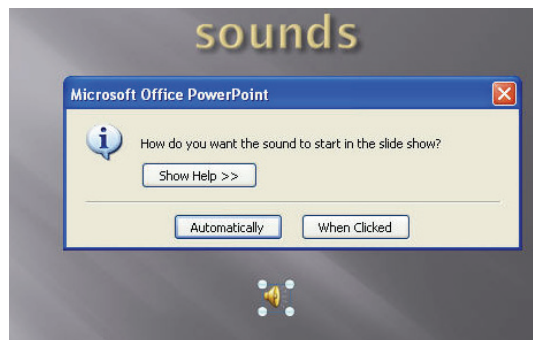 sounds
Microsoft Office PowerPoint
How do you want the sound to start in the slide show?
Show Help >>
Automatically
When Clicked